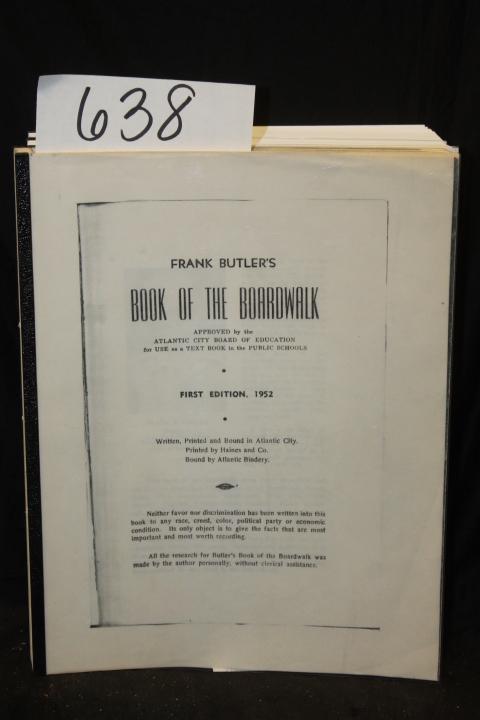 638
FRANK BUTLER'S
BOOK OF THE BOARDWALK
APPROVED by the
ATLANTIC CITY BOARD OF EDUCATION
for USE as a TEXT BOOK in the PUBLIC SCHOOLS
•
FIRST EDITION, 1952
•
Written, Printed and Bound in Atlantic City.
Printed by Haines and Co.
Bound by Atlantic Bindery.
Neither favor nor discrimination has been written into this
book to any race, creed, color, political party or economic
condition. Its only object is to give the facts that are most
important and most worth recording.
All the research for Butler's Book of the Boardwalk was
made by the author personally, without clerical assistance.